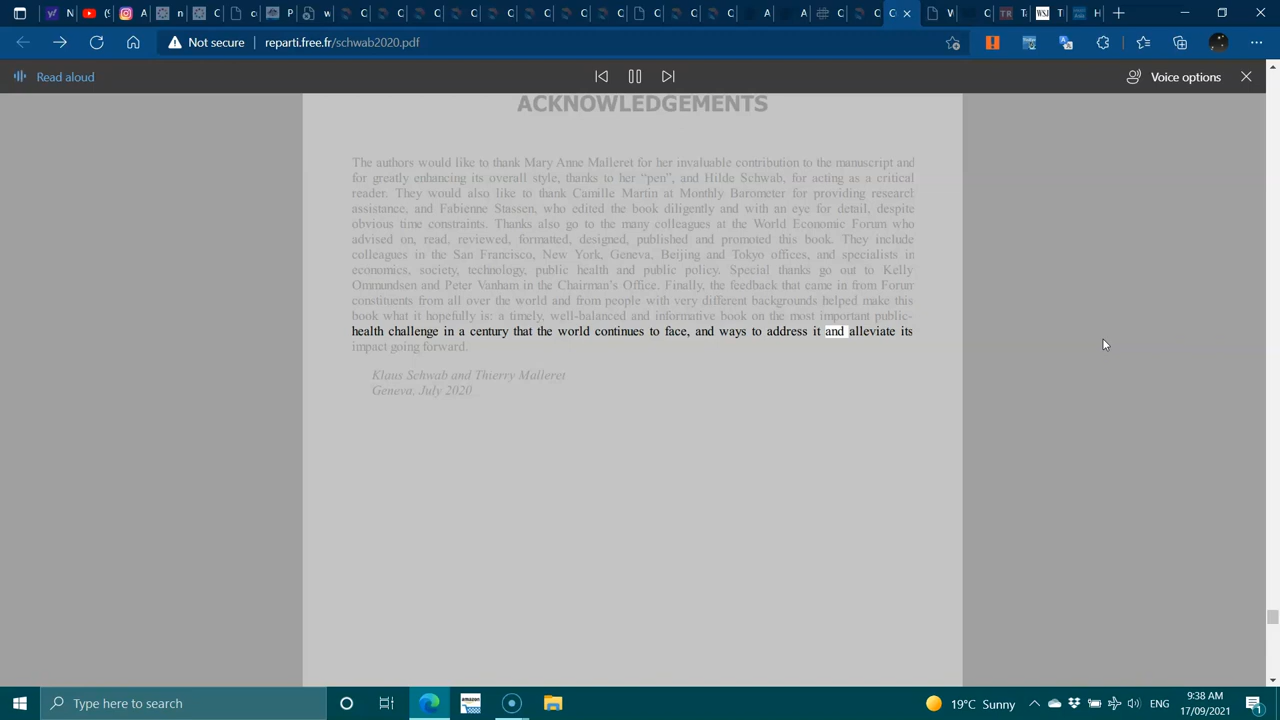 N
(9
A
n
C
c
P
w
C
C
C
C
C
C
C
C
C
C
C
A
A
c
C
C
W
C
TR
T
WSJ
T
H
Not secure
reparti.free.fr/schwab2020.pdf
Read aloud
Voice options
ACKNOWLEDGEMENTS
The authors would like to thank Mary Anne Malleret for her invaluable contribution to the manuscript and
for greatly enhancing its overall style, thanks to her “pen”, and Hilde Schwab, for acting as a critical
reader. They would also like to thank Camille Martin at Monthly Barometer for providing research
assistance, and Fabienne Stassen, who edited the book diligently and with an eye for detail, despite
obvious time constraints. Thanks also go to the many colleagues at the World Economic Forum who
advised on, read, reviewed, formatted, designed, published and promoted this book. They include
colleagues in the San Francisco, New York, Geneva, Beijing and Tokyo offices, and specialists in
economics, society, technology, public health and public policy. Special thanks go out to Kelly
Ommundsen and Peter Vanham in the Chairman’s Office. Finally, the feedback that came in from Forum
constituents from all over the world and from people with very different backgrounds helped make this
book what it hopefully is: a timely, well-balanced and informative book on the most important public-
health challenge in a century that the world continues to face, and ways to address it and alleviate its
impact going forward.
Klaus Schwab and Thierry Malleret
Geneva, July 2020
Type here to search
amazon
19°C Sunny
ENG
9:38 AM
17/09/2021
1